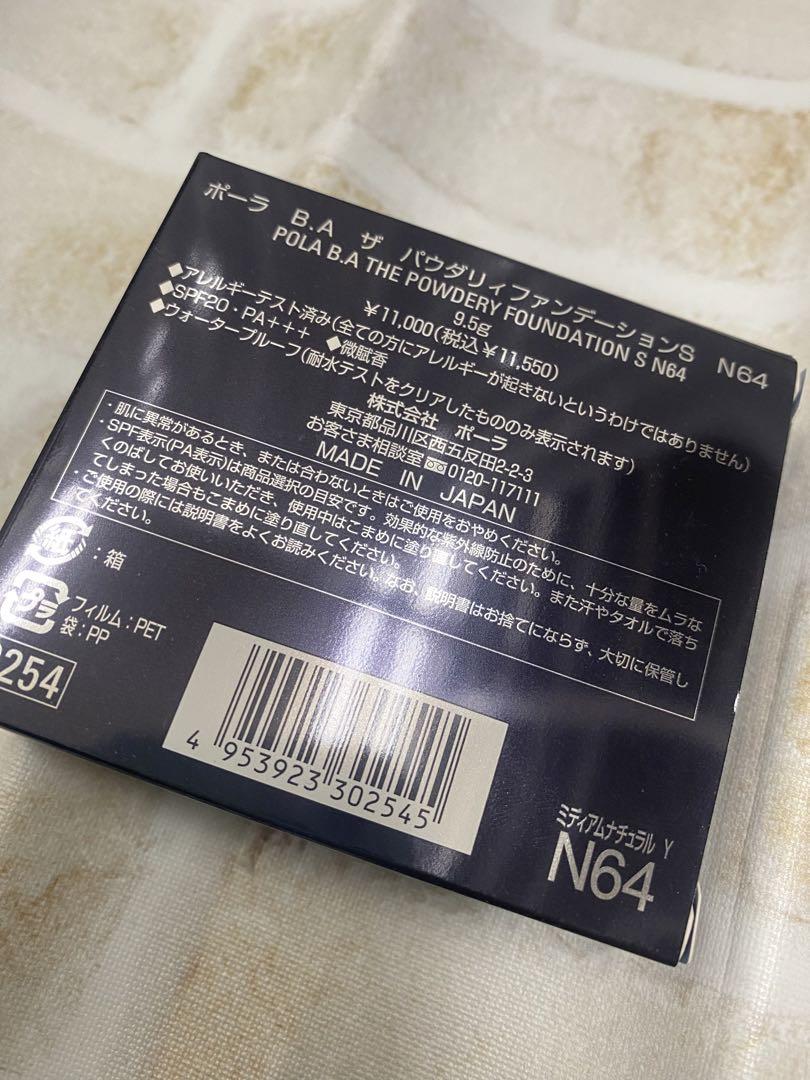 ポーラ B.A ザ パウダリィファンデーションS N64
POLA B.A THE POWDERY FOUNDATION S N64
9.5g
¥11,000(税込¥11,550)
◆アレルギーテスト済み(全ての方にアレルギーが起きないというわけではありません)
◆SPF20・PA+++ ◆微賦香
◆ウォータープルーフ(耐水テストをクリアしたもののみ表示されます)
株式会社 ポーラ
東京都品川区西五反田2-2-3
お客さま相談室 0120-117111
MADE IN JAPAN
・肌に異常があるとき、または合わないときはご使用をおやめください。
・SPF表示(PA表示)は商品選択の目安です。効果的な紫外線防止のために、十分な量をムラな
くのばしてお使いいただき、使用中はこまめに塗り直してください。また汗やタオルで落ち
てしまった場合もこまめに塗り直してください。
・ご使用の際には説明書をよくお読みください。なお、説明書はお捨てにならず、大切に保管し
てください。
紙 :箱
プラ フィルム:PET
袋:PP
254
4 953923 302545
ミディアムナチュラル Y
N64